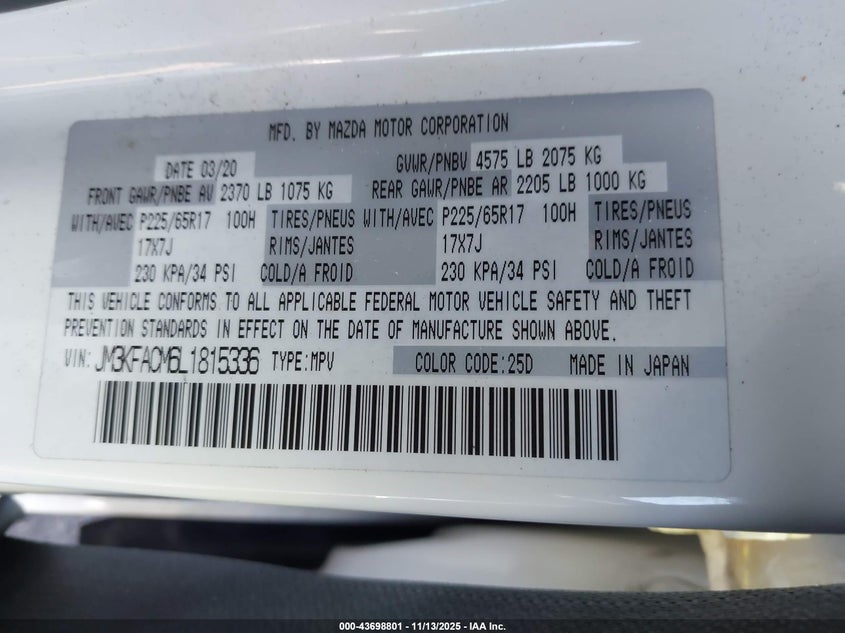 MFD. BY MAZDA MOTOR CORPORATION
DATE 03/20 GVWR/PNBV 4575 LB 2075 KG
FRONT GAWR/PNBE AV 2370 LB 1075 KG REAR GAWR/PNBE AR 2205 LB 1000 KG
WITH/AVEC P225/65R17 100H TIRES/PNEUS WITH/AVEC P225/65R17 100H TIRES/PNEUS
17X7J RIMS/JANTES 17X7J RIMS/JANTES
230 KPA/34 PSI COLD/A FROID 230 KPA/34 PSI COLD/A FROID
THIS VEHICLE CONFORMS TO ALL APPLICABLE FEDERAL MOTOR VEHICLE SAFETY AND THEFT
PREVENTION STANDARDS IN EFFECT ON THE DATE OF MANUFACTURE SHOWN ABOVE.
VIN: JM3KFACM6L1815336 TYPE:MPV COLOR CODE:25D MADE IN JAPAN
000-43698801 - 11/13/2025 - IAA Inc.